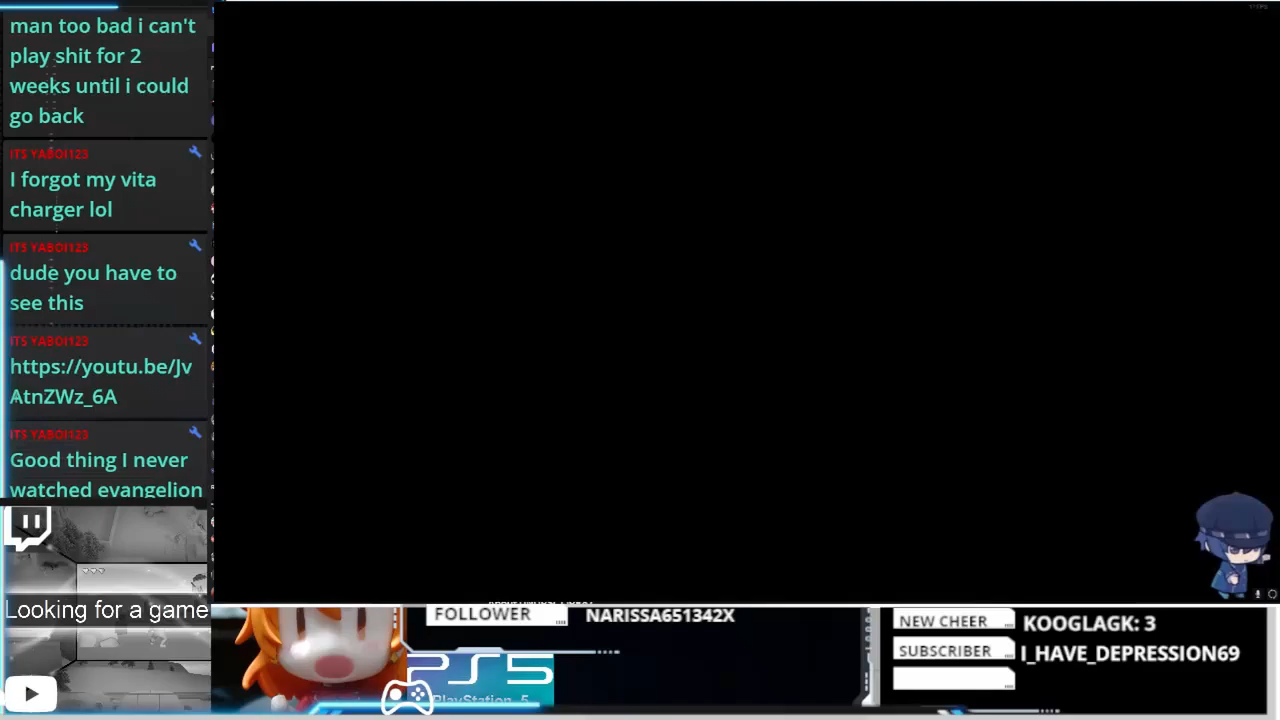 man too bad i can't
play shit for 2
weeks until i could
go back
ITS YABOI123
I forgot my vita
charger lol
ITS YABOI123
dude you have to
see this
ITS YABOI123
https://youtu.be/Jv
AtnZWz_6A
ITS YABOI123
Good thing I never
watched evangelion
Looking for a game
FOLLOWER
NARISSA651342X
PS5
PlayStation 5
NEW CHEER
KOOGLAGK: 3
SUBSCRIBER
I_HAVE_DEPRESSION69